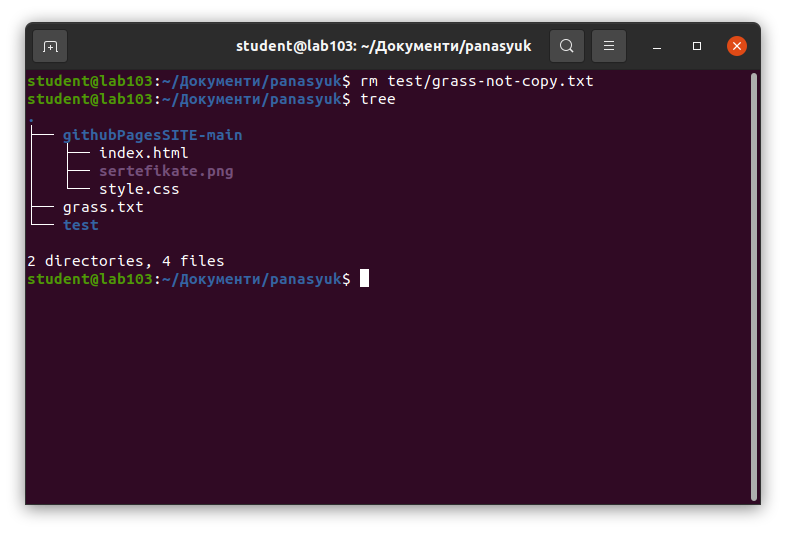 student@lab103: ~/Документи/panasyuk
student@lab103:~/Документи/panasyuk$ rm test/grass-not-copy.txt
student@lab103:~/Документи/panasyuk$ tree
.
├── githubPagesSITE-main
│   ├── index.html
│   ├── sertefikate.png
│   └── style.css
├── grass.txt
└── test
2 directories, 4 files
student@lab103:~/Документи/panasyuk$